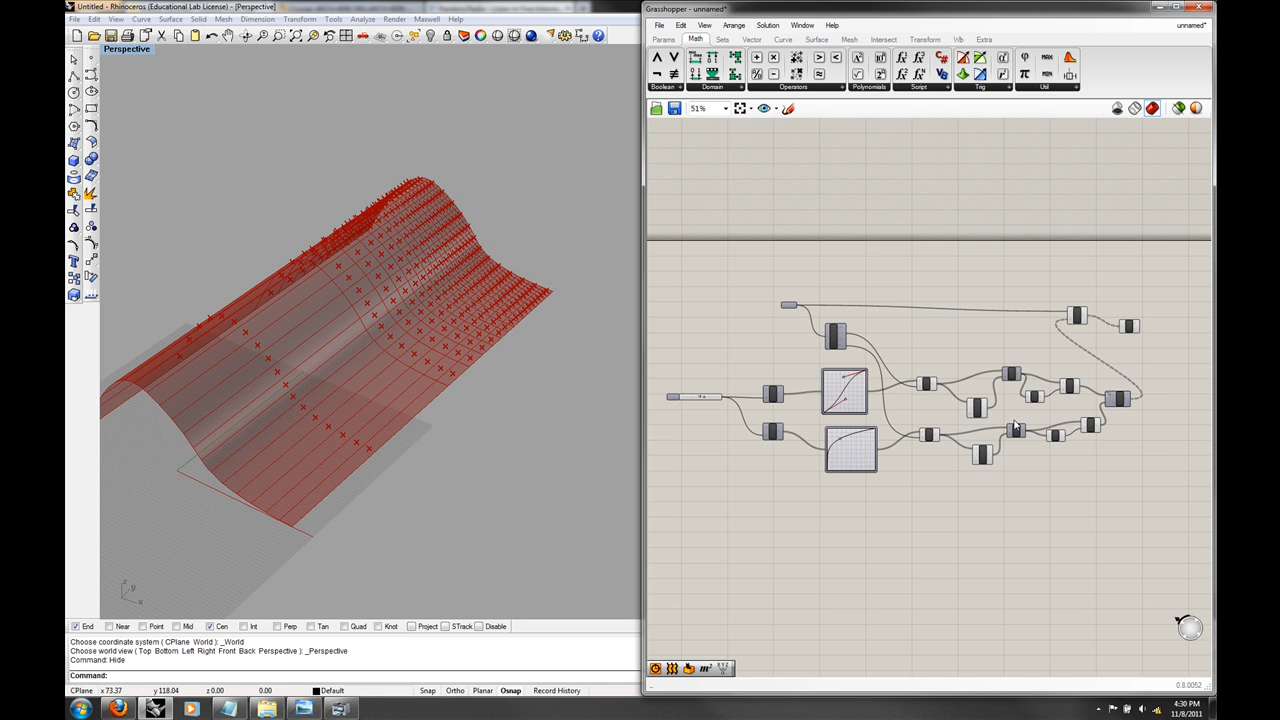 Untitled - Rhinoceros (Educational Lab License) - [Perspective]
File Edit View Curve Surface Solid Mesh Dimension Transform Tools Analyze Render Maxwell Help
Perspective
z
y
x
End Near Point Mid Cen Int Perp Tan Quad Knot Project STrack Disable
Choose coordinate system ( CPlane World ): _World
Choose world view ( Top Bottom Left Right Front Back Perspective ): _Perspective
Command: Hide
Command:
CPlane x 73.37 y 118.04 z 0.00 0.00 Default Snap Ortho Planar Osnap Record History
Grasshopper - unnamed*
File Edit View Arrange Solution Window Help unnamed*
Params Math Sets Vector Curve Surface Mesh Intersect Transform Wb Extra
Boolean Domain Operators Polynomials Script Trig Util
51%
0.8.0052
4:30 PM
11/8/2011